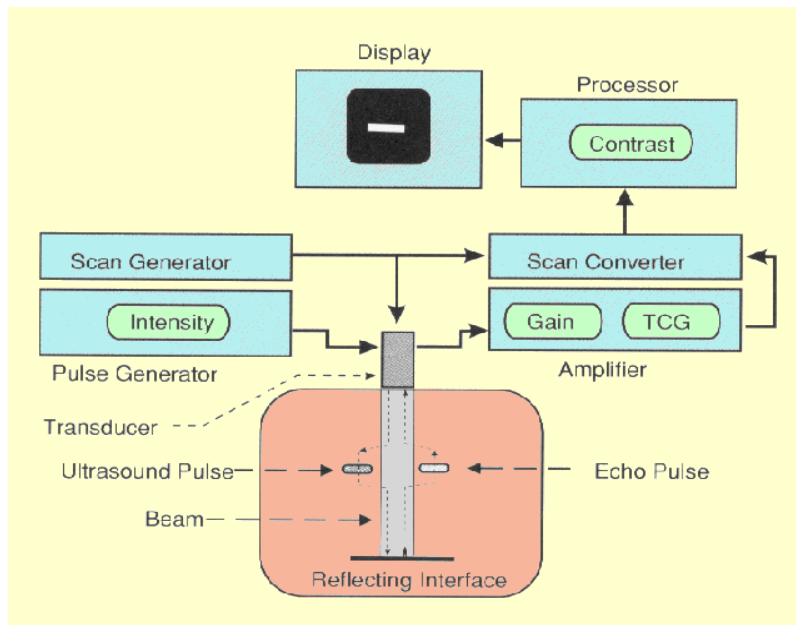 Display
Processor
Contrast
Scan Generator
Scan Converter
Intensity
Gain
TCG
Pulse Generator
Amplifier
Transducer
Ultrasound Pulse
Echo Pulse
Beam
Reflecting Interface